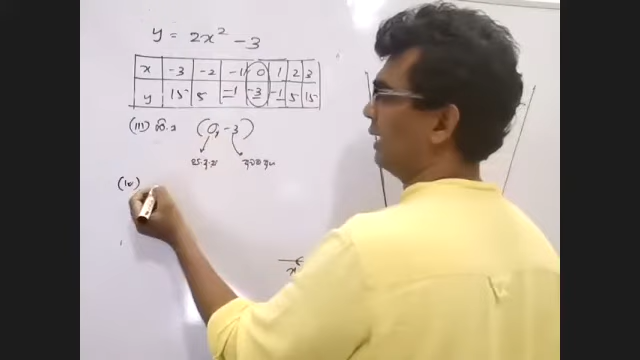 y = 2x² - 3
x -3 -2 -1 0 1 2 3
y 15 5 -1 -3 -1 5 15
(iii) (0, -3)
(iv)
x